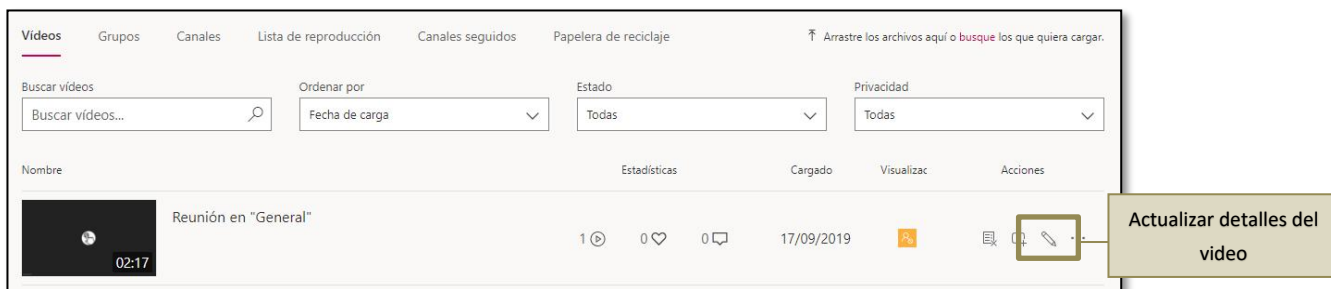 Vídeos Grupos Canales Lista de reproducción Canales seguidos Papelera de reciclaje Arrastre los archivos aquí o busque los que quiera cargar.
Buscar vídeos Ordenar por Estado Privacidad
Buscar vídeos... Fecha de carga Todas Todas
Nombre Estadísticas Cargado Visualizac Acciones
Reunión en "General"
1 0 0 17/09/2019
02:17
Actualizar detalles del
video